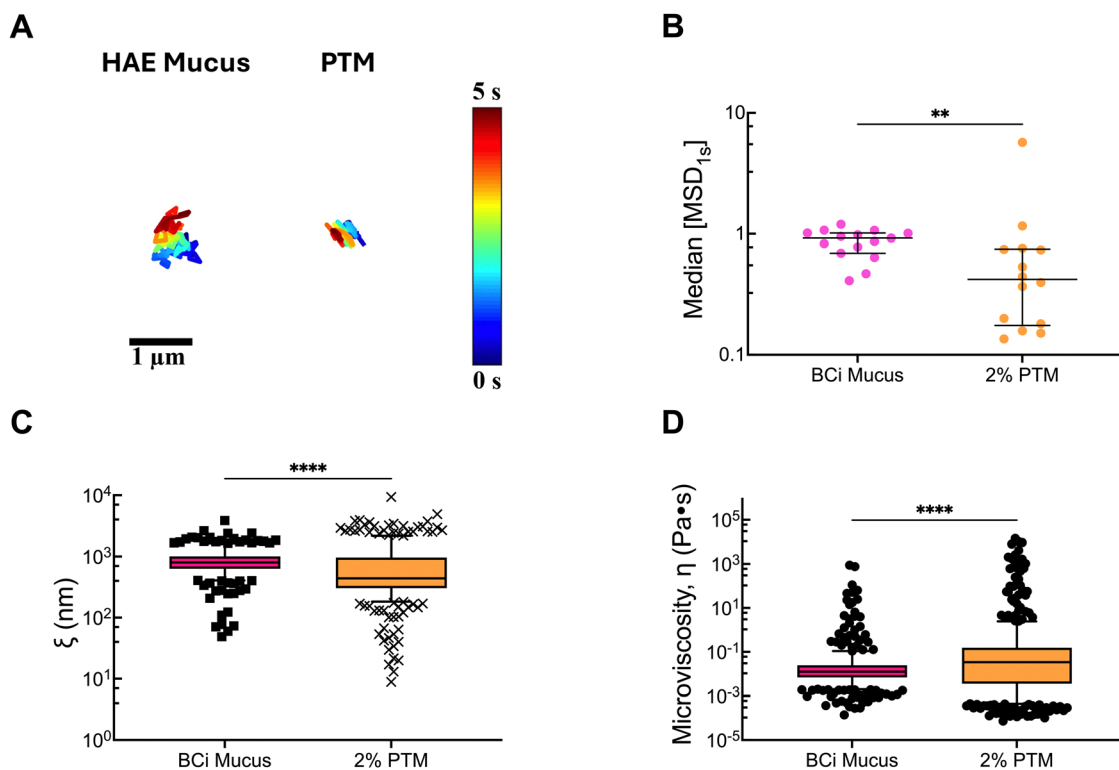 A
HAE Mucus
PTM
5 s
0 s
1 µm
B
Median [MSD₁ₛ]
10
1
0.1
**
BCi Mucus
2% PTM
C
ξ (nm)
10⁴
10³
10²
10¹
10⁰
****
BCi Mucus
2% PTM
D
Microviscosity, η (Pa•s)
10⁵
10³
10¹
10⁻¹
10⁻³
10⁻⁵
****
BCi Mucus
2% PTM